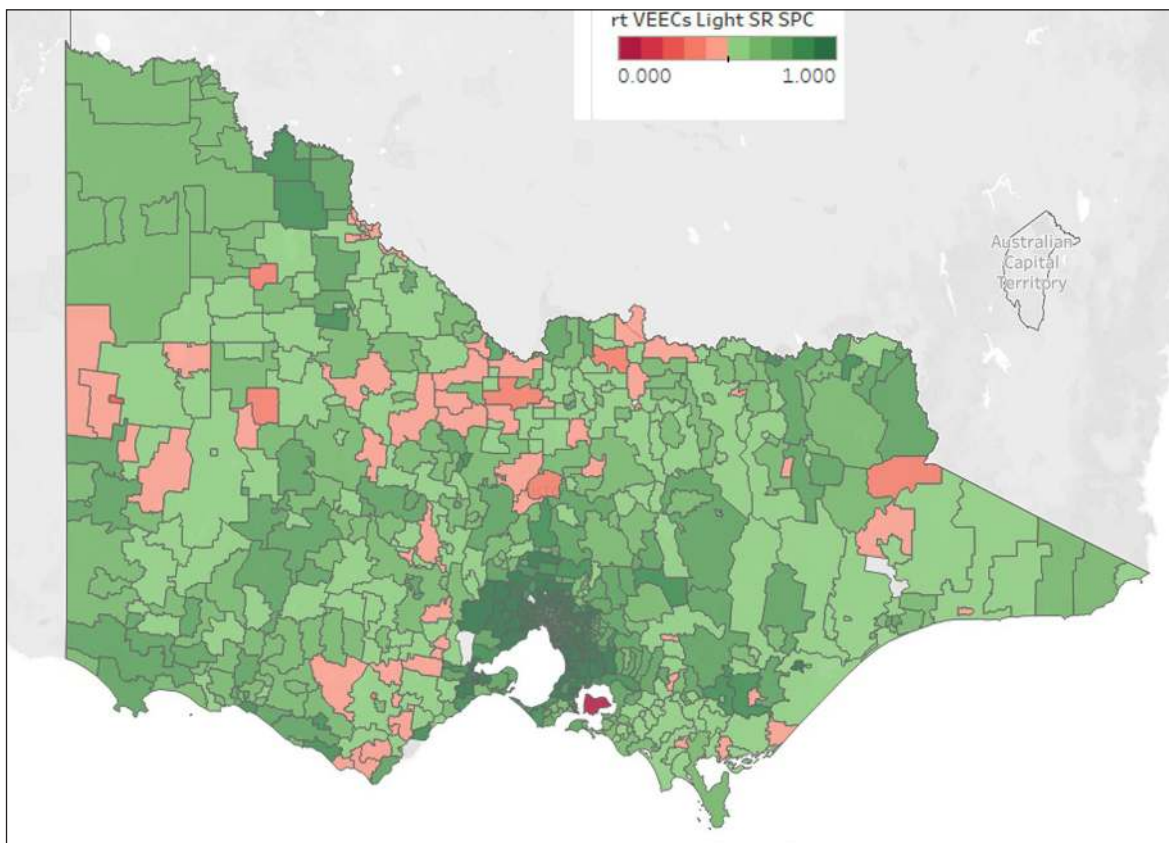 rt VEECs Light SR SPC
0.000 1.000
Australian
Capital
Territory